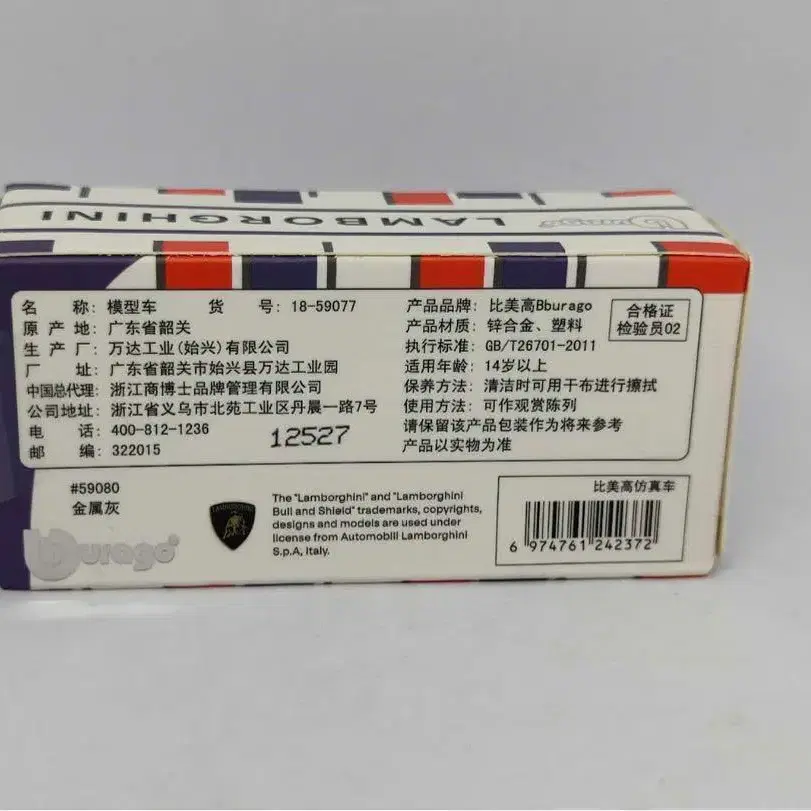 LAMBORGHINI
Bburago
名 称: 模型车 货 号: 18-59077
原 产 地: 广东省韶关
生 产 厂: 万达工业(始兴)有限公司
厂 址: 广东省韶关市始兴县万达工业园
中国总代理: 浙江商博士品牌管理有限公司
公司地址: 浙江省义乌市北苑工业区丹晨一路7号
电 话: 400-812-1236
邮 编: 322015
12527
产品品牌: 比美高Bburago
产品材质: 锌合金、塑料
执行标准: GB/T26701-2011
适用年龄: 14岁以上
保养方法: 清洁时可用干布进行擦拭
使用方法: 可作观赏陈列
请保留该产品包装作为将来参考
产品以实物为准
合格证
检验员02
#59080
金属灰
Bburago
LAMBORGHINI
The "Lamborghini" and "Lamborghini
Bull and Shield" trademarks, copyrights,
designs and models are used under
license from Automobili Lamborghini
S.p.A, Italy.
比美高仿真车
6 974761 242372